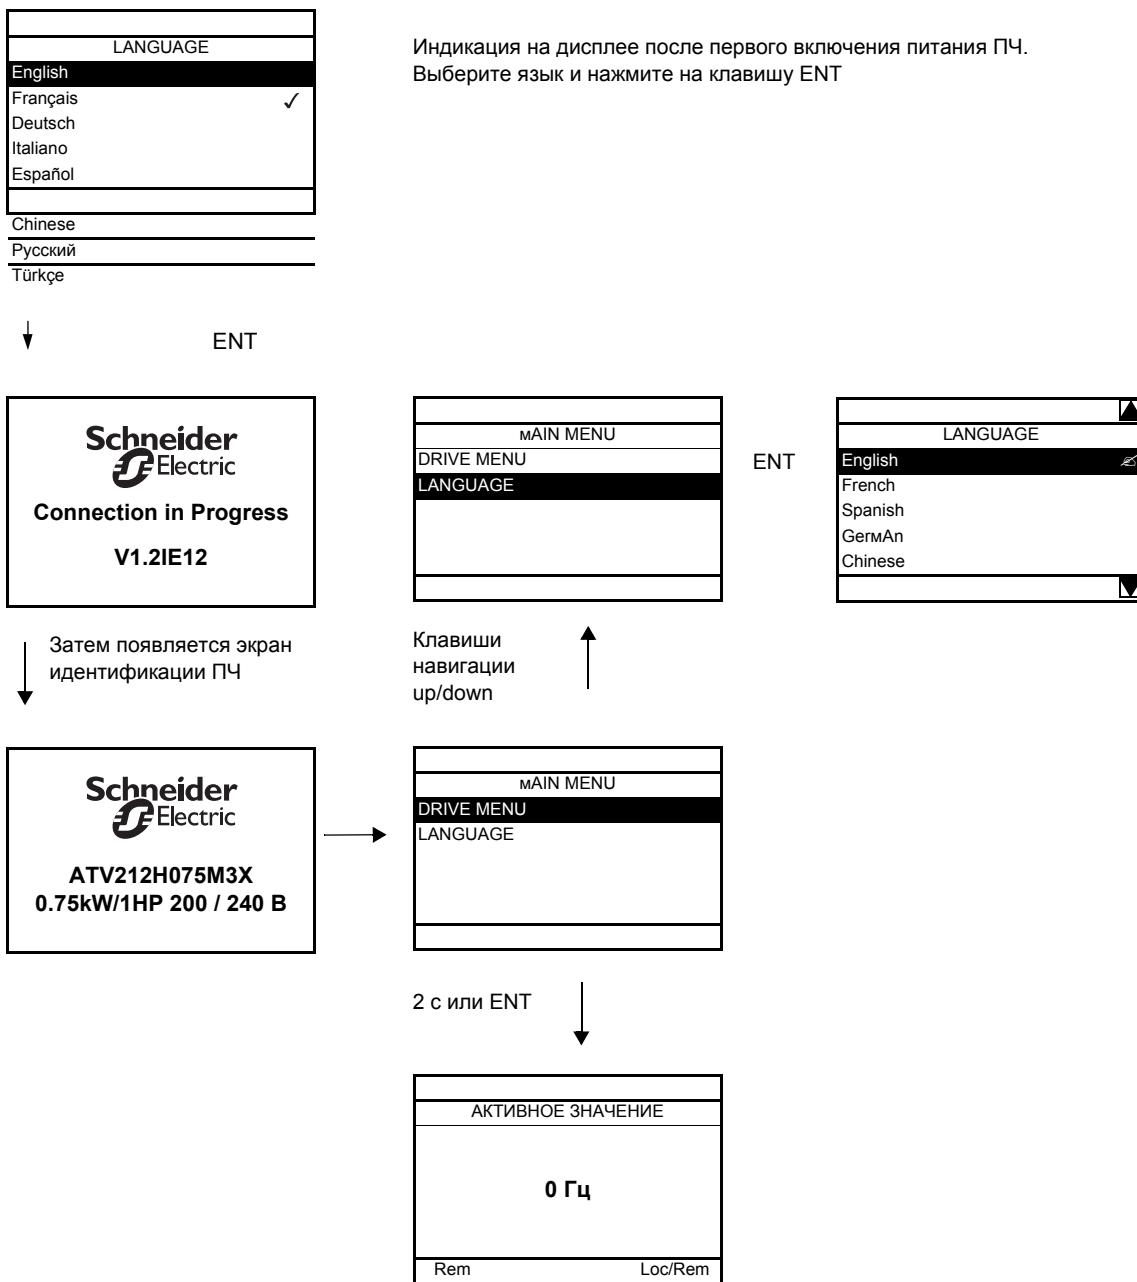 LANGUAGE
English
Français
Deutsch
Italiano
Español
Chinese
Русский
Türkçe
Индикация на дисплее после первого включения питания ПЧ.
Выберите язык и нажмите на клавишу ENT
ENT
Schneider
Electric
Connection in Progress
V1.2IE12
мAIN MENU
DRIVE MENU
LANGUAGE
ENT
LANGUAGE
English
French
Spanish
GerмAn
Chinese
Затем появляется экран
идентификации ПЧ
Клавиши
навигации
up/down
Schneider
Electric
ATV212H075M3X
0.75kW/1HP 200 / 240 В
мAIN MENU
DRIVE MENU
LANGUAGE
2 с или ENT
АКТИВНОЕ ЗНАЧЕНИЕ
0 Гц
Rem Loc/Rem